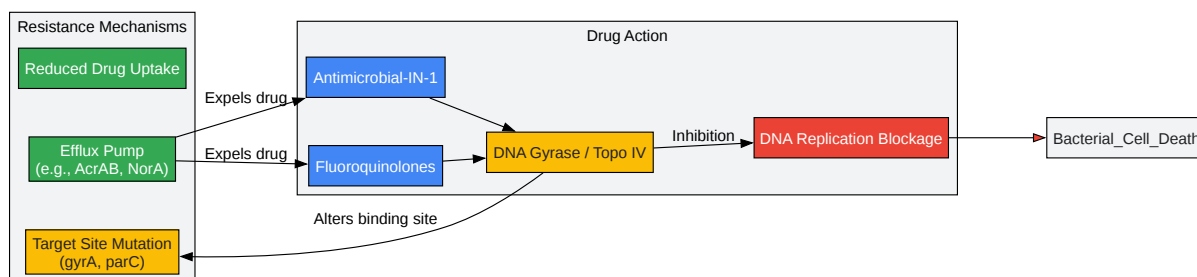 Resistance Mechanisms
Reduced Drug Uptake
Efflux Pump
(e.g., AcrAB, NorA)
Target Site Mutation
(gyrA, parC)
Expels drug
Expels drug
Alters binding site
Drug Action
Antimicrobial-IN-1
Fluoroquinolones
DNA Gyrase / Topo IV
Inhibition
DNA Replication Blockage
Bacterial_Cell_Death